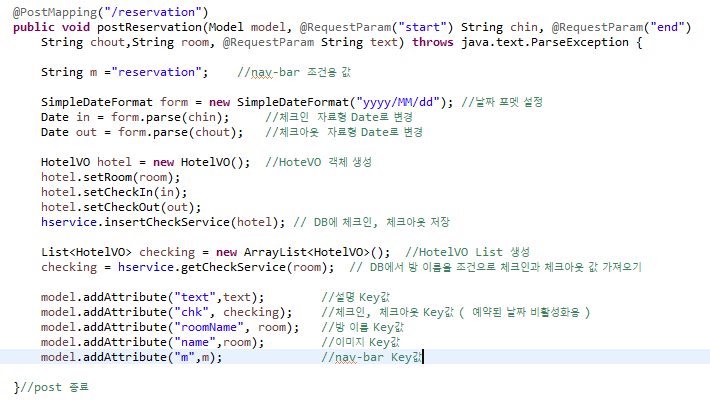 @PostMapping("/reservation")
public void postReservation(Model model, @RequestParam("start") String chin, @RequestParam("end")
String chout,String room, @RequestParam String text) throws java.text.ParseException {
String m ="reservation"; //nav-bar 조건용 값
SimpleDateFormat form = new SimpleDateFormat("yyyy/MM/dd"); //날짜 포멧 설정
Date in = form.parse(chin); //체크인 자료형 Date로 변경
Date out = form.parse(chout); //체크아웃 자료형 Date로 변경
HotelVO hotel = new HotelVO(); //HoteVO 객체 생성
hotel.setRoom(room);
hotel.setCheckIn(in);
hotel.setCheckOut(out);
hservice.insertCheckService(hotel); // DB에 체크인, 체크아웃 저장
List<HotelVO> checking = new ArrayList<HotelVO>(); //HotelVO List 생성
checking = hservice.getCheckService(room); // DB에서 방 이름을 조건으로 체크인과 체크아웃 값 가져오기
model.addAttribute("text",text); //설명 Key값
model.addAttribute("chk", checking); //체크인, 체크아웃 Key값 ( 예약된 날짜 비활성화용 )
model.addAttribute("roomName", room); //방 이름 Key값
model.addAttribute("name",room); //이미지 Key값
model.addAttribute("m",m); //nav-bar Key값
}//post 종료